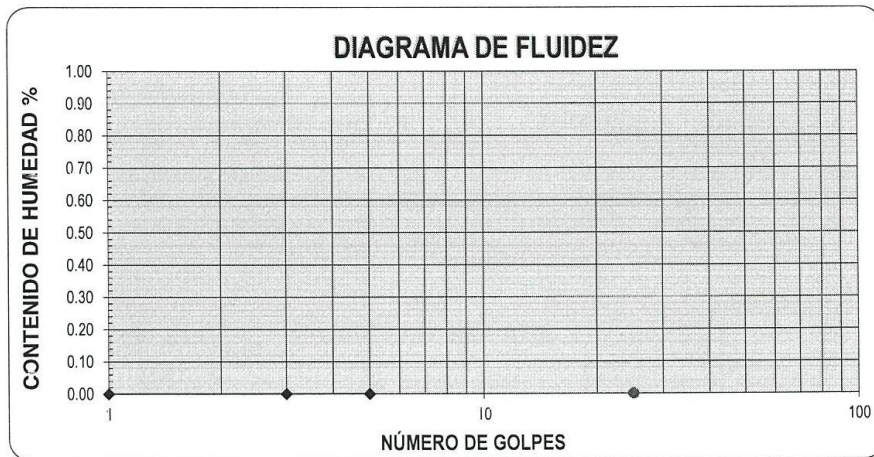 DIAGRAMA DE FLUIDEZ
CONTENIDO DE HUMEDAD %
1.00
0.90
0.80
0.70
0.60
0.50
0.40
0.30
0.20
0.10
0.00
1 10 100
NÚMERO DE GOLPES